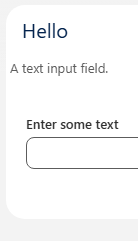 Hello
A text input field.
Enter some text